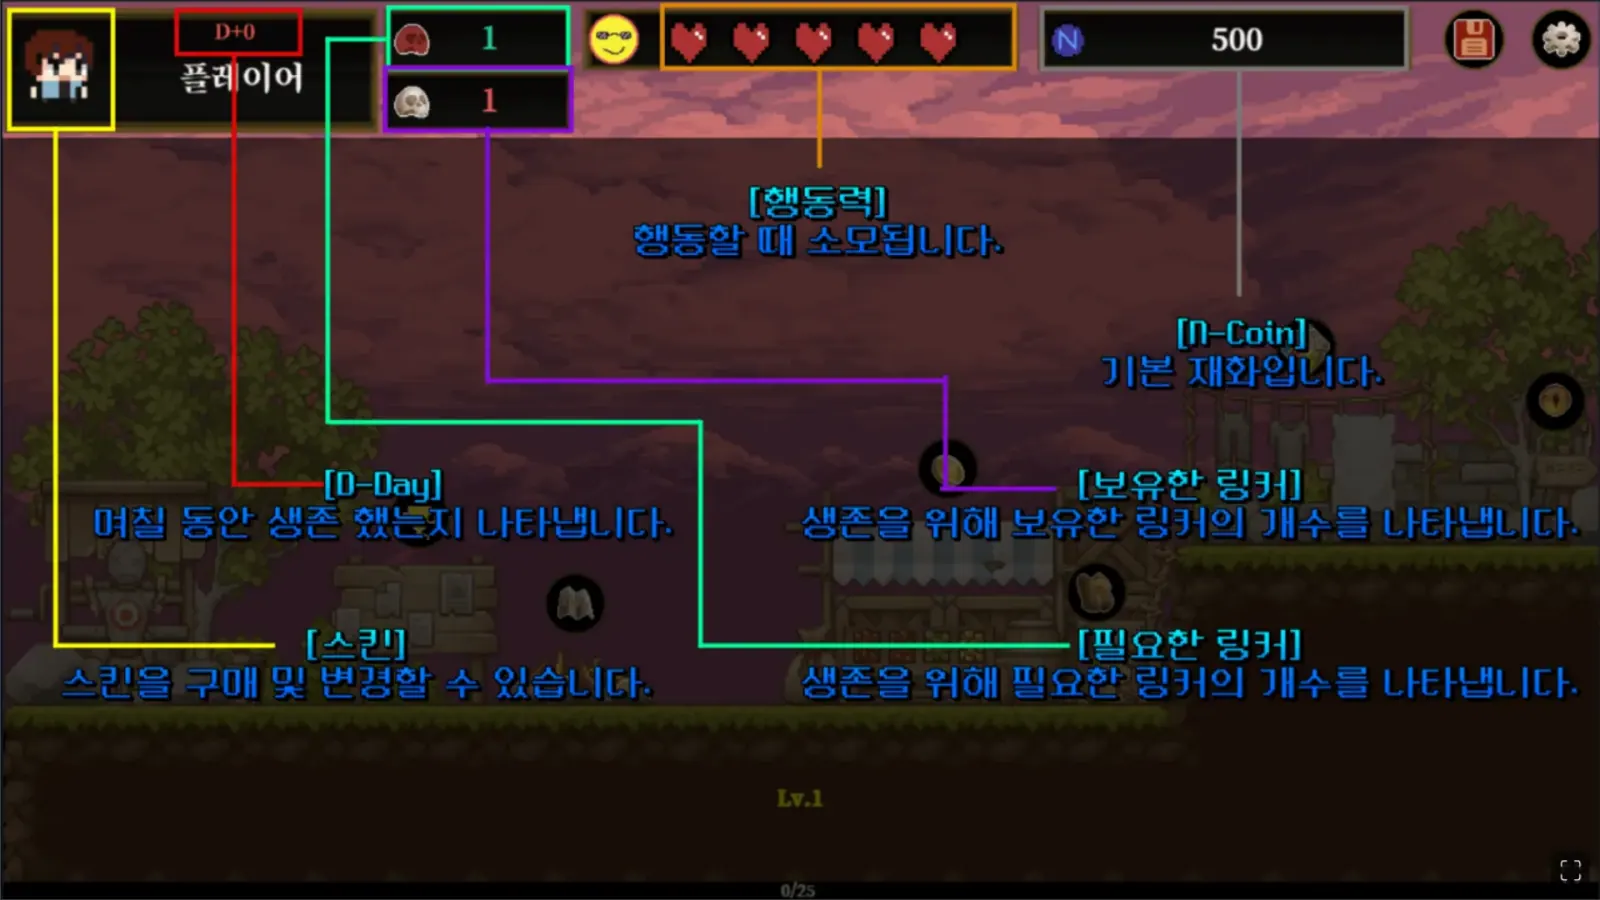 D+0
플레이어
1
1
N
500
[행동력]
행동할 때 소모됩니다.
[N-Coin]
기본 재화입니다.
[D-Day]
며칠 동안 생존 했는지 나타냅니다.
[보유한 링커]
생존을 위해 보유한 링커의 개수를 나타냅니다.
[스킨]
스킨을 구매 및 변경할 수 있습니다.
[필요한 링커]
생존을 위해 필요한 링커의 개수를 나타냅니다.
Lv.1
0/25